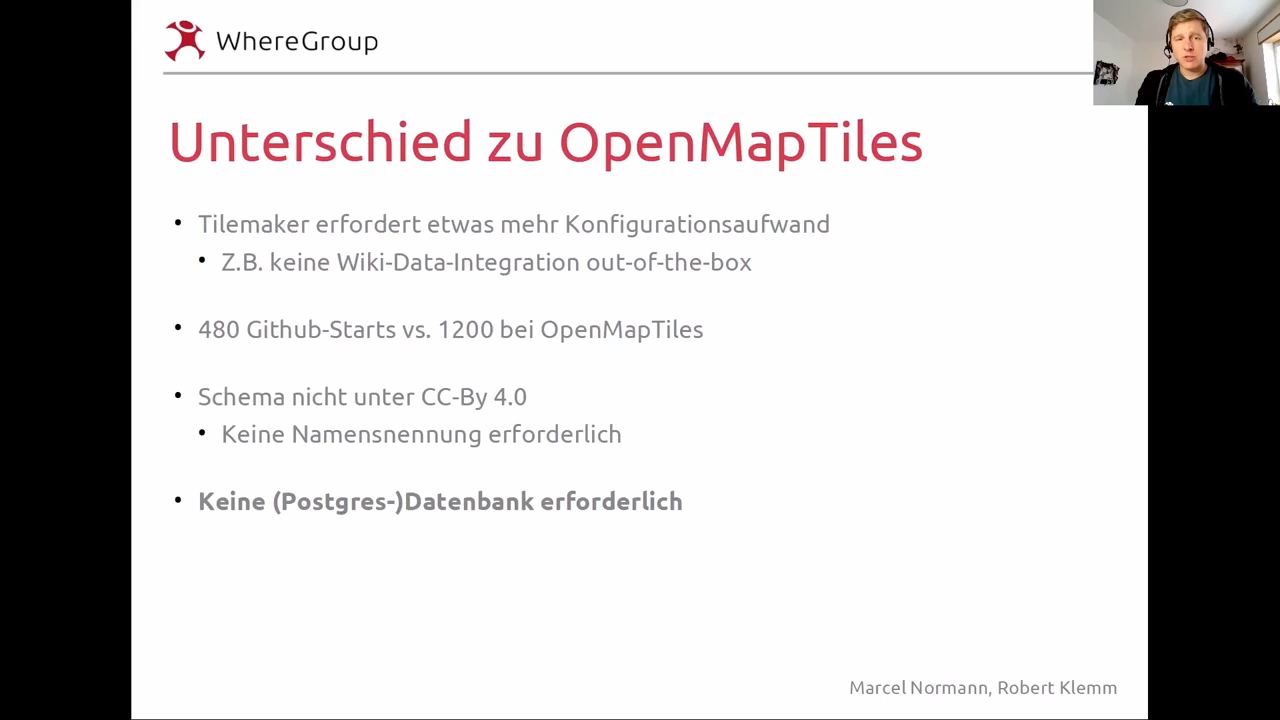 WhereGroup
Unterschied zu OpenMapTiles
• Tilemaker erfordert etwas mehr Konfigurationsaufwand
• Z.B. keine Wiki-Data-Integration out-of-the-box
• 480 Github-Starts vs. 1200 bei OpenMapTiles
• Schema nicht unter CC-By 4.0
• Keine Namensnennung erforderlich
• Keine (Postgres-)Datenbank erforderlich
Marcel Normann, Robert Klemm